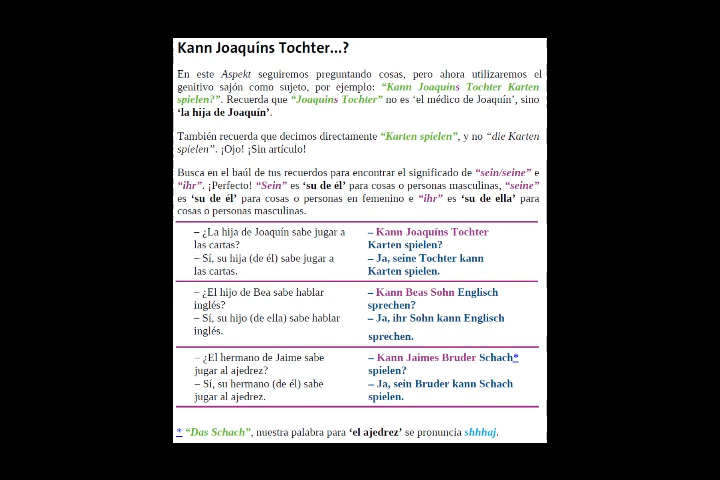 Kann Joaquíns Tochter...?
En este Aspekt seguiremos preguntando cosas, pero ahora utilizaremos el
genitivo sajón como sujeto, por ejemplo: “Kann Joaquins Tochter Karten
spielen?”. Recuerda que “Joaquins Tochter” no es ‘el médico de Joaquín’, sino
‘la hija de Joaquín’.
También recuerda que decimos directamente “Karten spielen”, y no “die Karten
spielen”. ¡Ojo! ¡Sin artículo!
Busca en el baúl de tus recuerdos para encontrar el significado de “sein/seine” e
“ihr”. ¡Perfecto! “Sein” es ‘su de él’ para cosas o personas masculinas, “seine”
es ‘su de él’ para cosas o personas en femenino e “ihr” es ‘su de ella’ para
cosas o personas masculinas.
– ¿La hija de Joaquín sabe jugar a
las cartas?
– Sí, su hija (de él) sabe jugar a
las cartas.
– Kann Joaquíns Tochter
Karten spielen?
– Ja, seine Tochter kann
Karten spielen.
– ¿El hijo de Bea sabe hablar
inglés?
– Sí, su hijo (de ella) sabe hablar
inglés.
– Kann Beas Sohn Englisch
sprechen?
– Ja, ihr Sohn kann Englisch
sprechen.
– ¿El hermano de Jaime sabe
jugar al ajedrez?
– Sí, su hermano (de él) sabe
jugar al ajedrez.
– Kann Jaimes Bruder Schach*
spielen?
– Ja, sein Bruder kann Schach
spielen.
* “Das Schach”, nuestra palabra para ‘el ajedrez’ se pronuncia shhhaj.